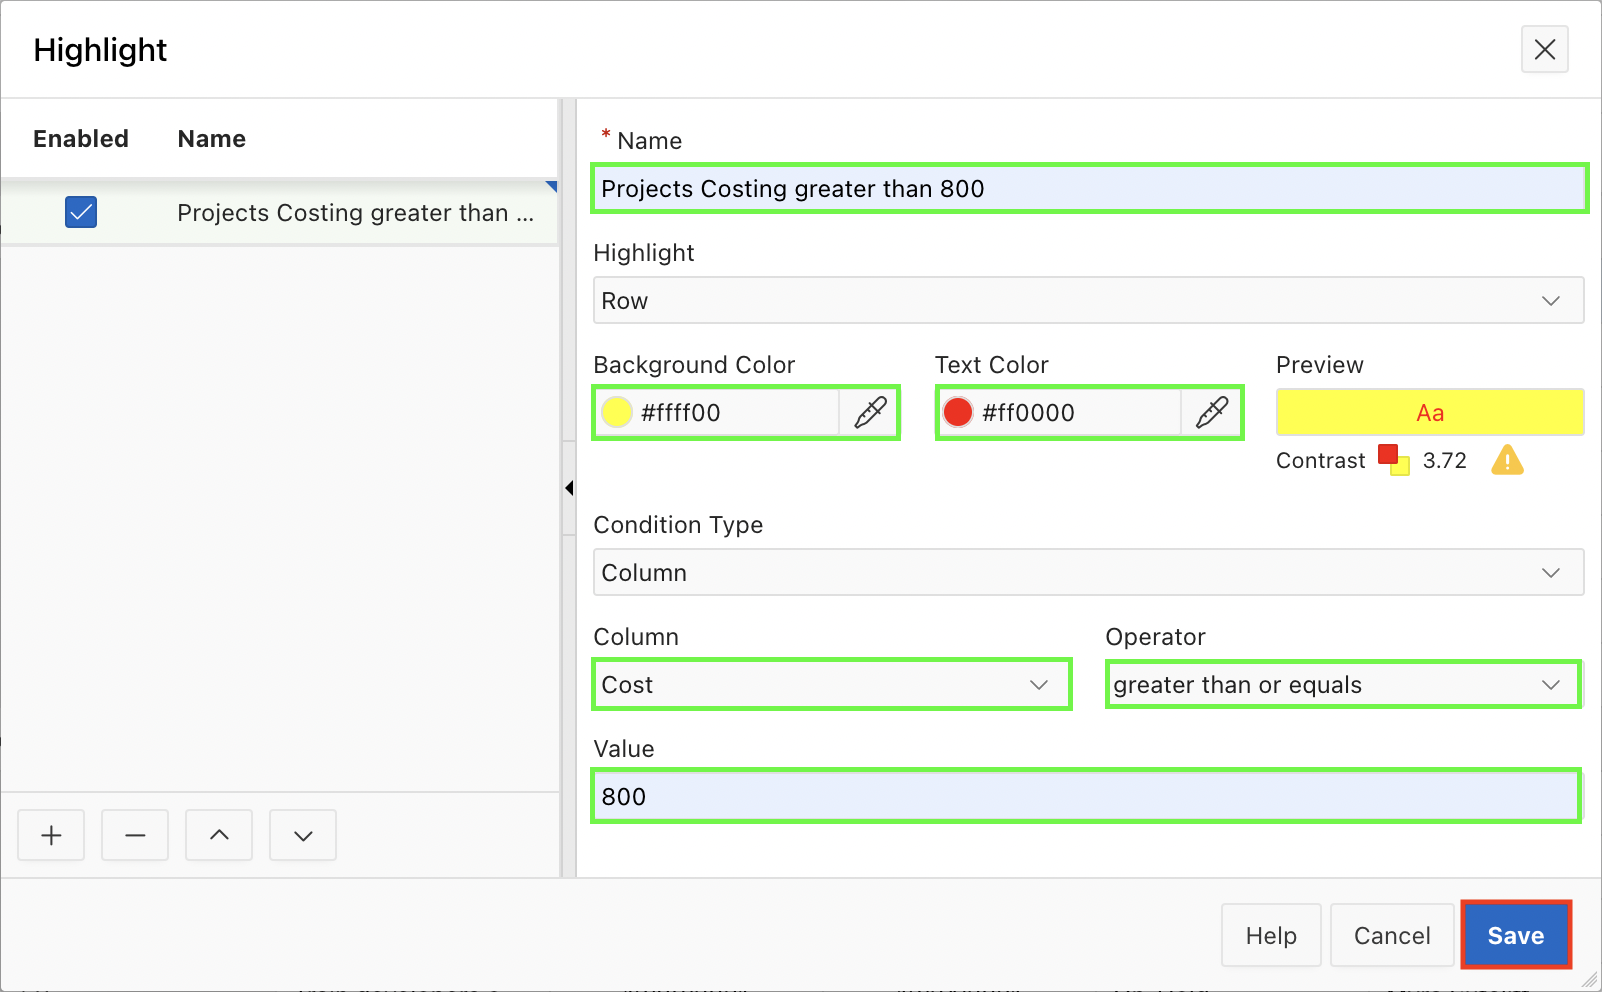 Highlight
Enabled Name
Projects Costing greater than ...
* Name
Projects Costing greater than 800
Highlight
Row
Background Color Text Color Preview
#ffff00 #ff0000 Aa
Contrast 3.72
Condition Type
Column
Column Operator
Cost greater than or equals
Value
800
Help Cancel Save